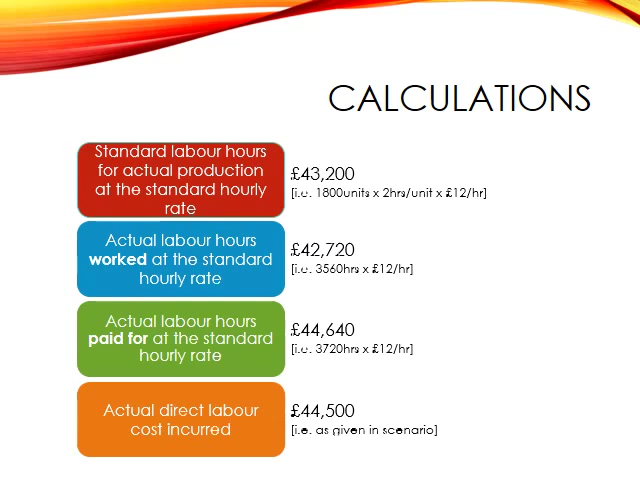 CALCULATIONS
Standard labour hours
for actual production
at the standard hourly
rate
£43,200
[i.e. 1800units x 2hrs/unit x £12/hr]
Actual labour hours
worked at the standard
hourly rate
£42,720
[i.e. 3560hrs x £12/hr]
Actual labour hours
paid for at the standard
hourly rate
£44,640
[i.e. 3720hrs x £12/hr]
Actual direct labour
cost incurred
£44,500
[i.e. as given in scenario]